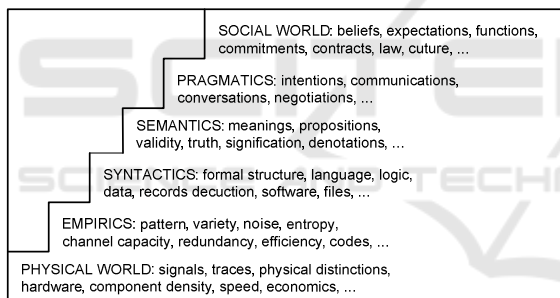 SOCIAL WORLD: beliefs, expectations, functions,
commitments, contracts, law, cuture, ...
PRAGMATICS: intentions, communications,
conversations, negotiations, ...
SEMANTICS: meanings, propositions,
validity, truth, signification, denotations, ...
SYNTACTICS: formal structure, language, logic,
data, records decuction, software, files, ...
EMPIRICS: pattern, variety, noise, entropy,
channel capacity, redundancy, efficiency, codes, ...
PHYSICAL WORLD: signals, traces, physical distinctions,
hardware, component density, speed, economics, ...